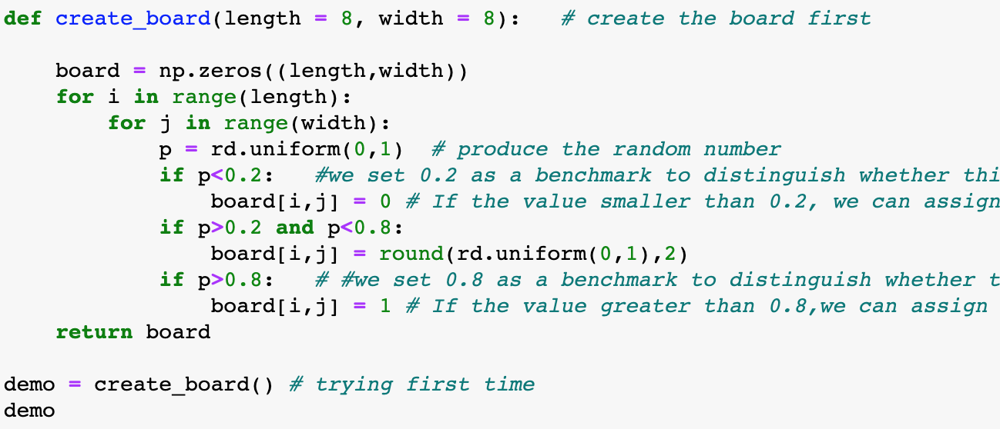 def create_board(length = 8, width = 8):   # create the board first
board = np.zeros((length,width))
for i in range(length):
for j in range(width):
p = rd.uniform(0,1)  # produce the random number
if p<0.2:   #we set 0.2 as a benchmark to distinguish whether thi
board[i,j] = 0 # If the value smaller than 0.2, we can assign
if p>0.2 and p<0.8:
board[i,j] = round(rd.uniform(0,1),2)
if p>0.8:   # #we set 0.8 as a benchmark to distinguish whether t
board[i,j] = 1 # If the value greater than 0.8,we can assign
return board
demo = create_board() # trying first time
demo